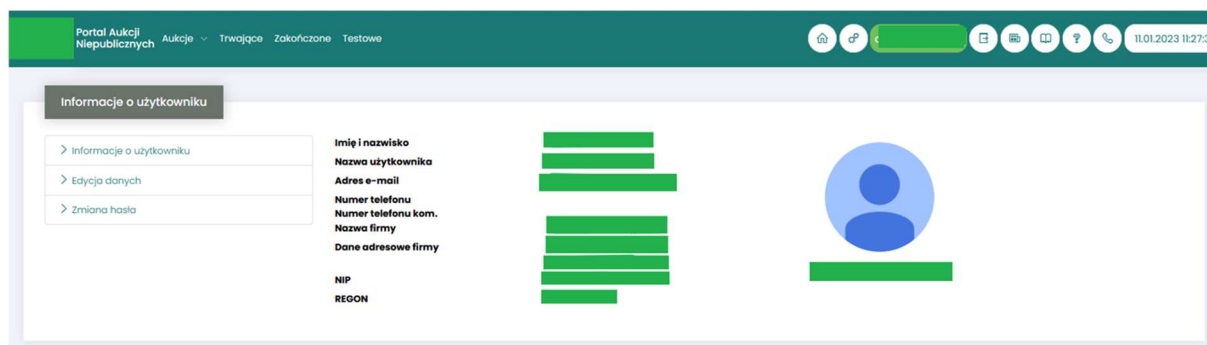 Portal Aukcji
Niepublicznych
Aukcje Trwające Zakończone Testowe
11.01.2023 11:27:3
Informacje o użytkowniku
Informacje o użytkowniku
Edycja danych
Zmiana hasła
Imię i nazwisko
Nazwa użytkownika
Adres e-mail
Numer telefonu
Numer telefonu kom.
Nazwa firmy
Dane adresowe firmy
NIP
REGON